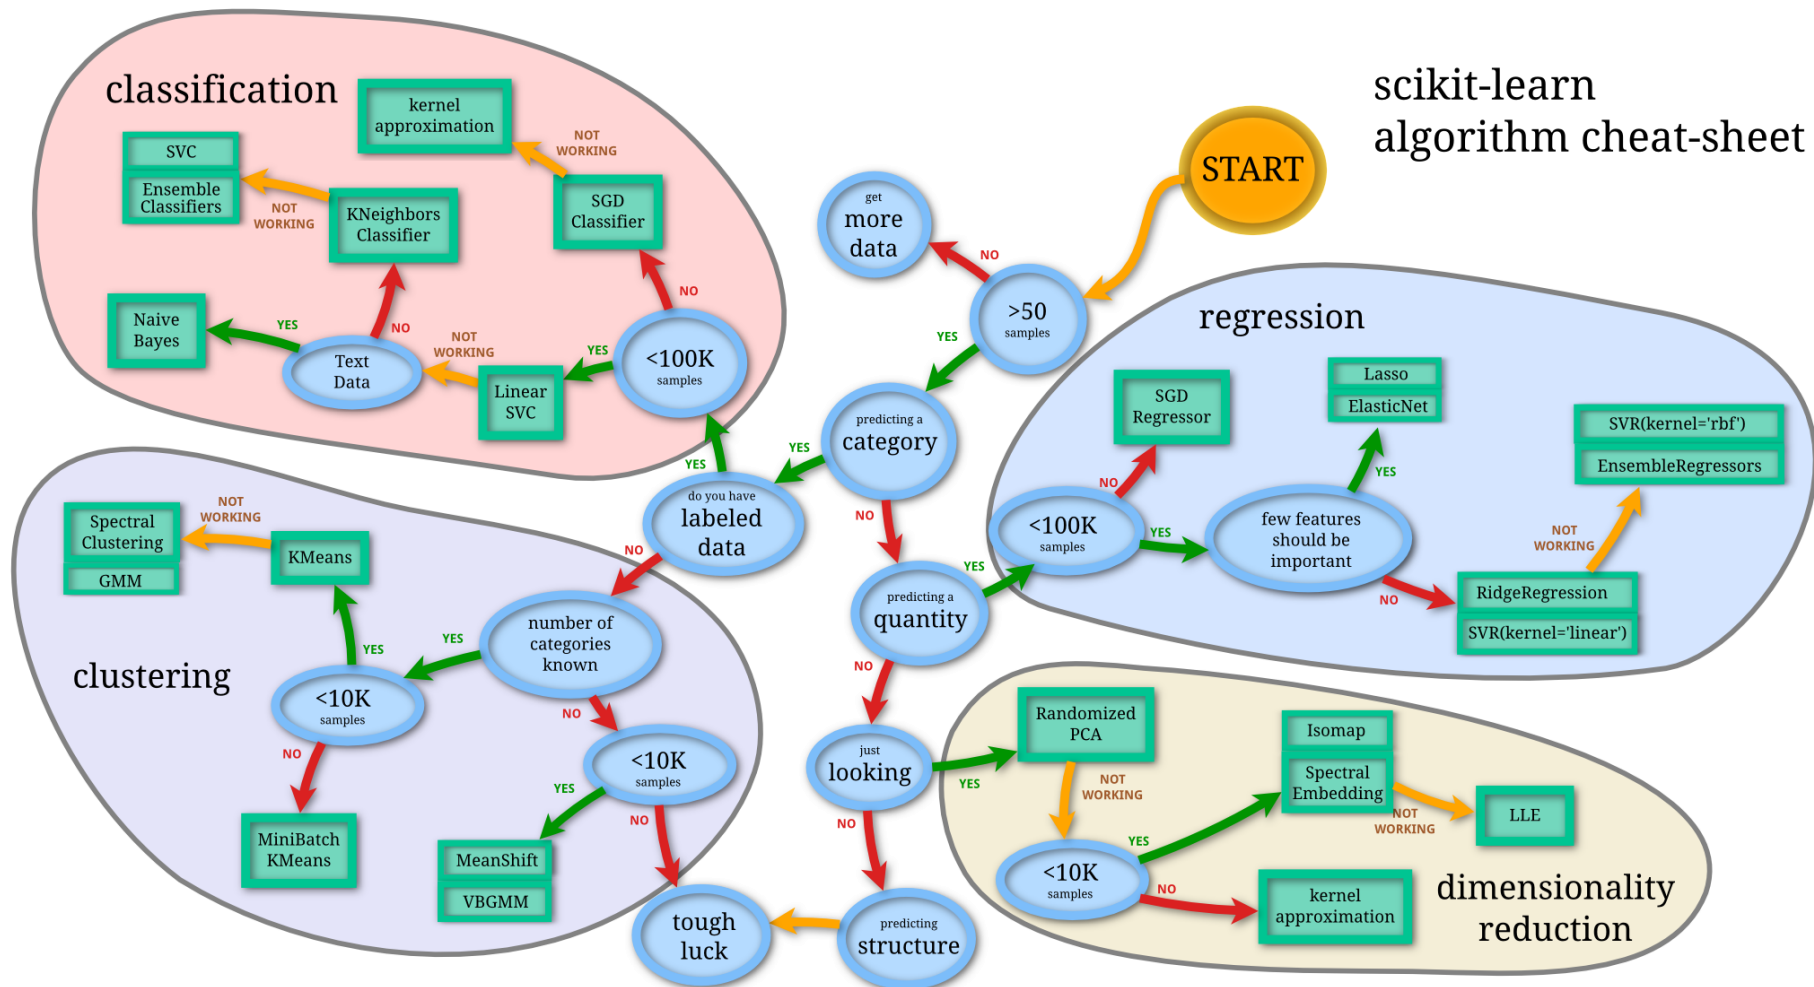 scikit-learn
algorithm cheat-sheet
START
>50
samples
NO
get
more
data
YES
predicting a
category
YES
NO
do you have
labeled
data
YES
NO
predicting a
quantity
YES
NO
just
looking
YES
NO
predicting
structure
tough
luck
classification
<100K
samples
YES
NO
Linear
SVC
NOT
WORKING
Text
Data
YES
NO
Naive
Bayes
KNeighbors
Classifier
NOT
WORKING
SVC
Ensemble
Classifiers
SGD
Classifier
NOT
WORKING
kernel
approximation
clustering
number of
categories
known
YES
NO
<10K
samples
YES
NO
KMeans
NOT
WORKING
Spectral
Clustering
GMM
MiniBatch
KMeans
<10K
samples
YES
NO
MeanShift
VBGMM
regression
<100K
samples
NO
YES
SGD
Regressor
few features
should be
important
YES
NO
Lasso
ElasticNet
RidgeRegression
SVR(kernel='linear')
NOT
WORKING
SVR(kernel='rbf')
EnsembleRegressors
dimensionality
reduction
Randomized
PCA
NOT
WORKING
<10K
samples
YES
NO
Isomap
Spectral
Embedding
NOT
WORKING
LLE
kernel
approximation